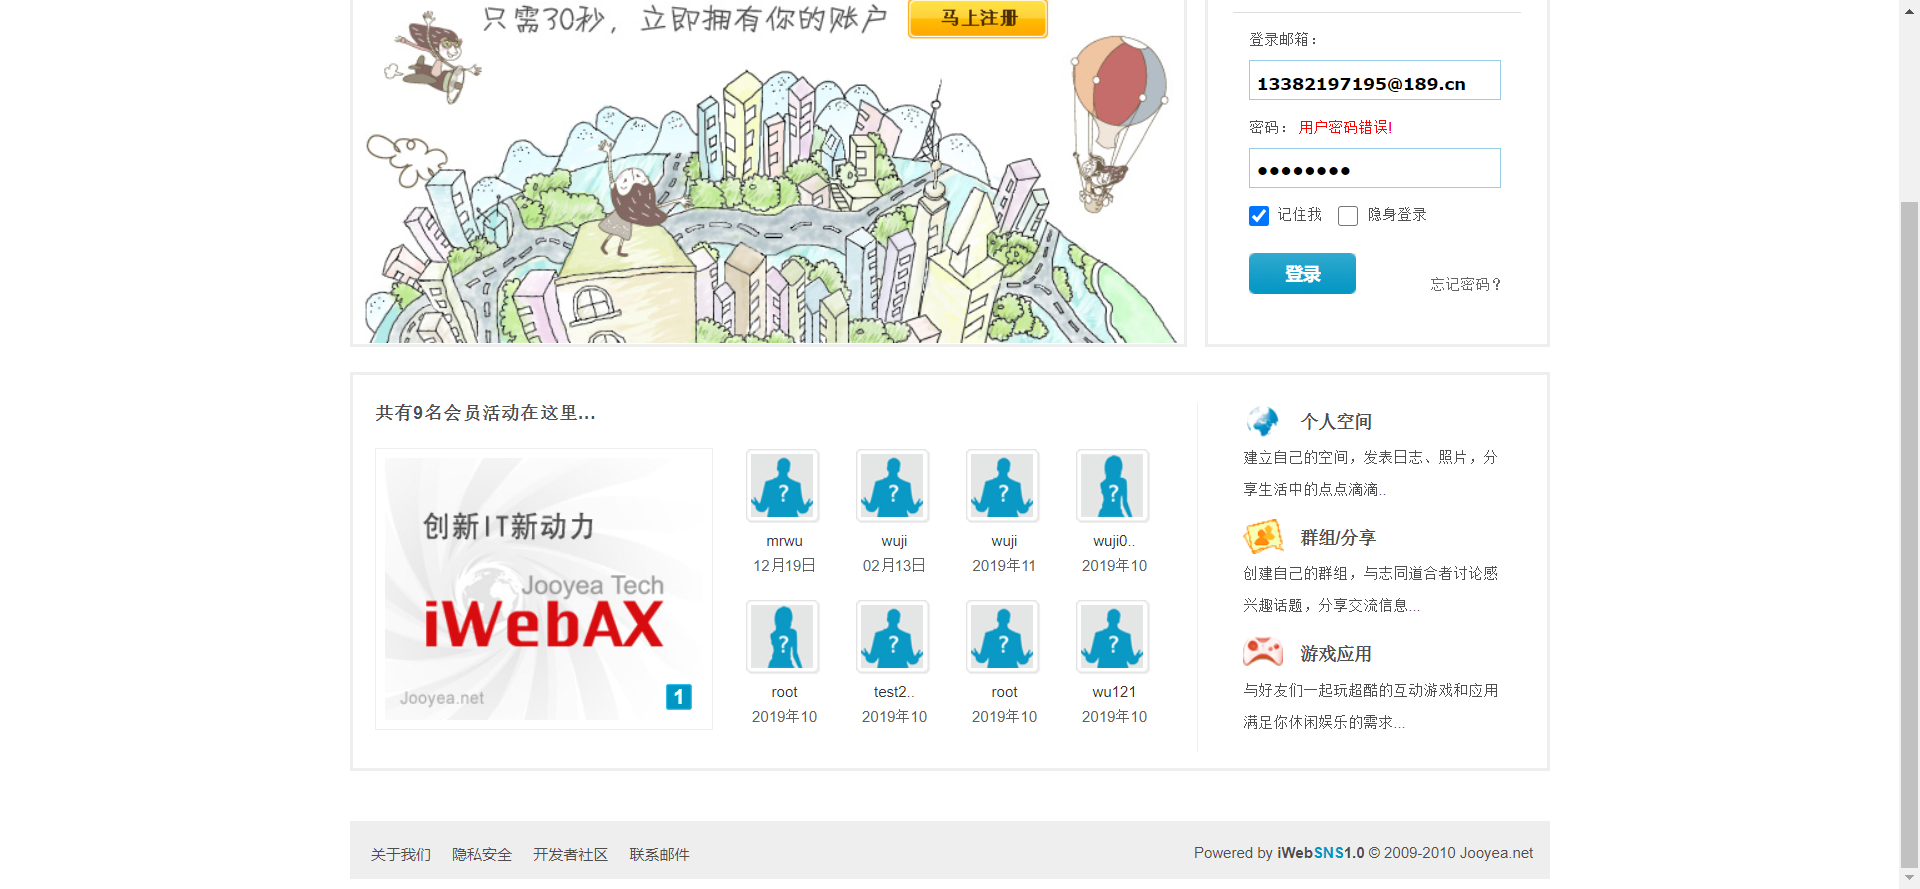 只需30秒，立即拥有你的账户
马上注册
登录邮箱：
13382197195@189.cn
密码： 用户密码错误!
••••••••
记住我 隐身登录
登录
忘记密码？
共有9名会员活动在这里...
创新IT新动力
Jooyea Tech
iWebAX
Jooyea.net
1
mrwu wuji wuji wuji0..
12月19日 02月13日 2019年11 2019年10
root test2.. root wu121
2019年10 2019年10 2019年10 2019年10
个人空间
建立自己的空间，发表日志、照片，分
享生活中的点点滴滴..
群组/分享
创建自己的群组，与志同道合者讨论感
兴趣话题，分享交流信息...
游戏应用
与好友们一起玩超酷的互动游戏和应用
满足你休闲娱乐的需求...
关于我们 隐私安全 开发者社区 联系邮件
Powered by iWebSNS1.0 © 2009-2010 Jooyea.net